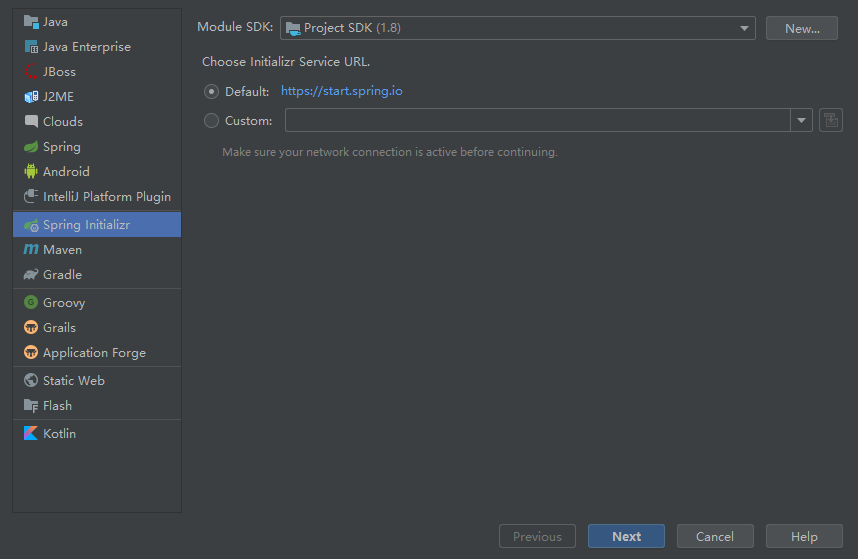 Java
Java Enterprise
JBoss
J2ME
Clouds
Spring
Android
IntelliJ Platform Plugin
Spring Initializr
Maven
Gradle
Groovy
Grails
Application Forge
Static Web
Flash
Kotlin
Module SDK: Project SDK (1.8) New...
Choose Initializr Service URL.
Default: https://start.spring.io
Custom:
Make sure your network connection is active before continuing.
Previous Next Cancel Help